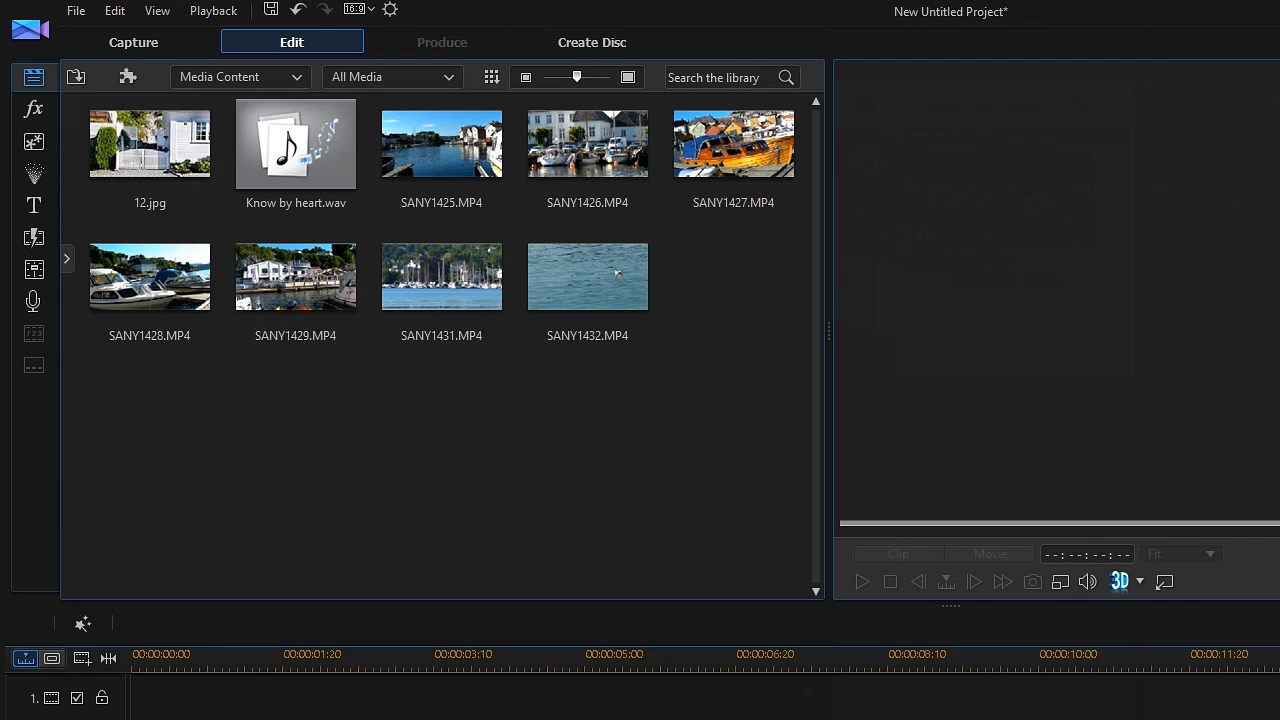 File Edit View Playback 16:9 New Untitled Project*
Capture Edit Produce Create Disc
Media Content All Media Search the library
fx
T
12.jpg Know by heart.wav SANY1425.MP4 SANY1426.MP4 SANY1427.MP4
SANY1428.MP4 SANY1429.MP4 SANY1431.MP4 SANY1432.MP4
1 2 3
Clip Movie --:--:--:-- Fit
3D
00:00:00:00 00:00:01:20 00:00:03:10 00:00:05:00 00:00:06:20 00:00:08:10 00:00:10:00 00:00:11:20
1.